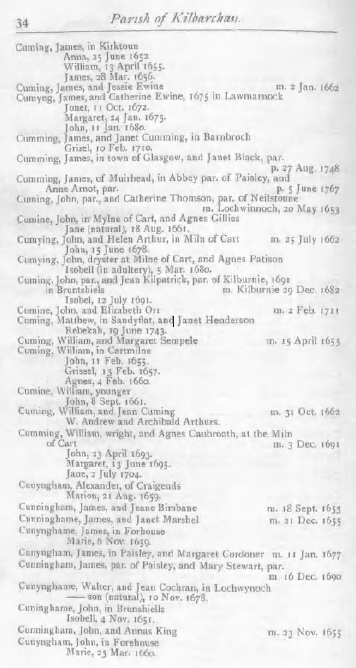 34 Parish of Kilbarchan.
Cuming, James, in Kirktoun
Anna, 25 June 1652.
William, 13 April 1655.
James, 28 Mar. 1656.
Cuming, James, and Jessie Ewine m. 2 Jan. 1662
Cumyng, James, and Catherine Ewine, 1675 in Lawmarnock
Jonet, 11 Oct. 1672.
Margaret, 24 Jan. 1675.
John, 11 Jan. 1680.
Cumming, James, and Janet Cumming, in Barnbroch
Grizel, 10 Feb. 1710.
Cumming, James, in town of Glasgow, and Janet Black, par.
p. 27 Aug. 1748
Cumming, James, of Muirhead, in Abbey par. of Paisley, and
Anne Amot, par. p. 5 June 1767
Cuming, John, par., and Catherine Thomson, par. of Neilstoune
m. Lochwinnoch, 20 May 1653
Cumine, John, in Mylne of Cart, and Agnes Gillies
Jane (natural), 18 Aug. 1661.
Cumying, John, and Helen Arthur, in Miln of Cart m. 25 July 1662
John, 15 June 1678.
Cumying, John, dryster at Milne of Cart, and Agnes Patison
Isobell (in adultery), 5 Mar. 1680.
Cuming, John, par., and Jean Kilpatrick, par. of Kilburnie, 1691
in Bruntshiels m. Kilburnie 29 Dec. 1682
Isobel, 12 July 1691.
Cumine, John, and Elizabeth Orr m. 2 Feb. 1711
Cuming, Matthew, in Sandyflat, and Janet Henderson
Rebekah, 19 June 1743.
Cuming, William, and Margaret Sempele m. 15 April 1653
Cuming, William, in Cartmilne
John, 11 Feb. 1655.
Grissel, 13 Feb. 1657.
Agnes, 4 Feb. 1660.
Cumine, William, younger
John, 8 Sept. 1661.
Cuming, William, and Jean Cuming m. 31 Oct. 1662
W. Andrew and Archibald Arthurs.
Cumming, William, wright, and Agnes Caubroath, at the Miln
of Cart m. 3 Dec. 1691
John, 23 April 1693.
Margaret, 13 June 1695.
Jane, 2 July 1704.
Cunyngham, Alexander, of Craigends
Marion, 21 Aug. 1659.
Cunningham, James, and Jeane Birsbane m. 18 Sept. 1653
Cunninghame, James, and Janet Marshel m. 21 Dec. 1655
Cunyghame, James, in Forhouse
Marie, 6 Nov. 1659.
Cunyngham, James, in Paisley, and Margaret Cordoner m. 11 Jan. 1677
Cunningham, James, par. of Paisley, and Mary Stewart, par.
m 16 Dec. 1690
Cunynghame, Walter, and Jean Cochran, in Lochwynoch
—— son (natural), 10 Nov. 1678.
Cuninghame, John, in Brunshiells
Isobell, 4 Nov. 1651.
Cunningham, John, and Annas King m. 23 Nov. 1655
Cunyngham, John, in Forehouse
Marie, 23 Mar. 1660.